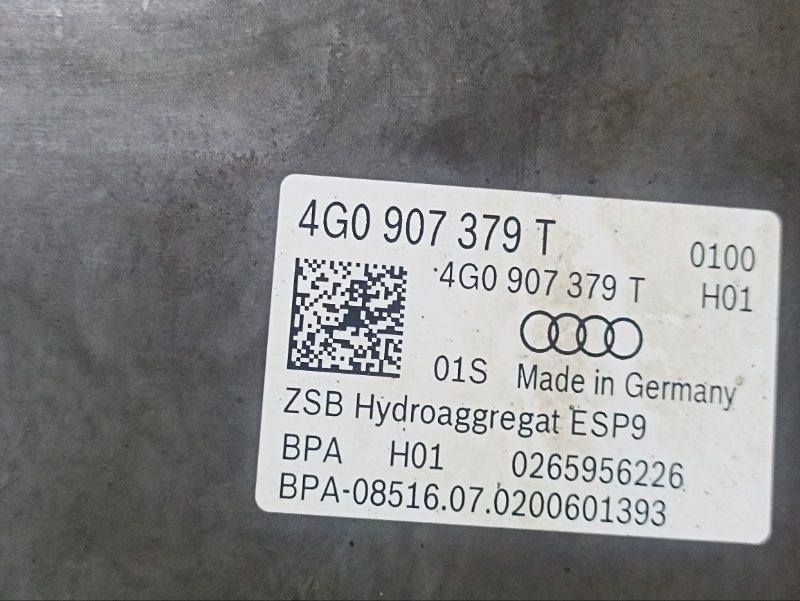 4G0 907 379 T 0100
4G0 907 379 T H01
01S Made in Germany
ZSB Hydroaggregat ESP9
BPA H01 0265956226
BPA-08516.07.0200601393